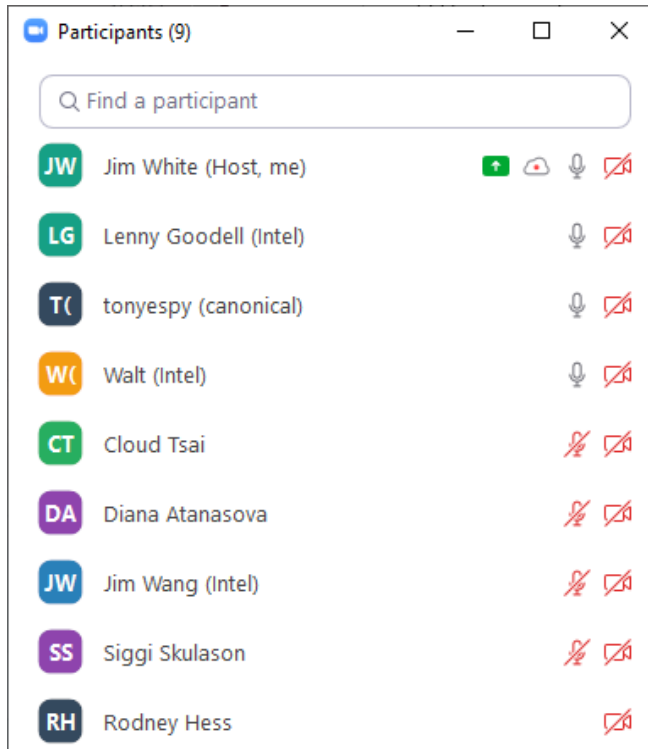 Participants (9)
Find a participant
JW Jim White (Host, me)
LG Lenny Goodell (Intel)
T( tonyespy (canonical)
W( Walt (Intel)
CT Cloud Tsai
DA Diana Atanasova
JW Jim Wang (Intel)
SS Siggi Skulason
RH Rodney Hess